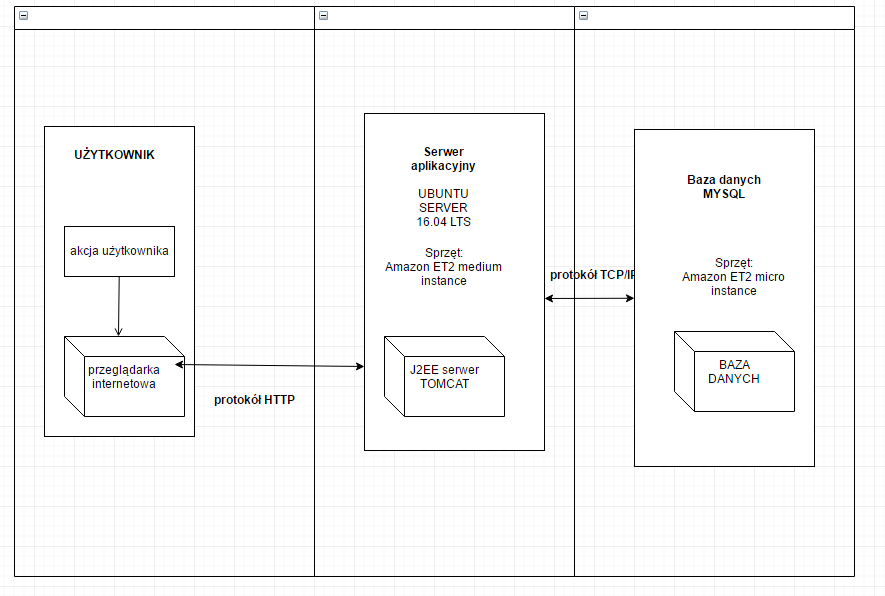 UŻYTKOWNIK
akcja użytkownika
przeglądarka
internetowa
protokół HTTP
Serwer
aplikacyjny
UBUNTU
SERVER
16.04 LTS
Sprzęt:
Amazon ET2 medium
instance
J2EE serwer
TOMCAT
protokół TCP/IP
Baza danych
MYSQL
Sprzęt:
Amazon ET2 micro
instance
BAZA
DANYCH